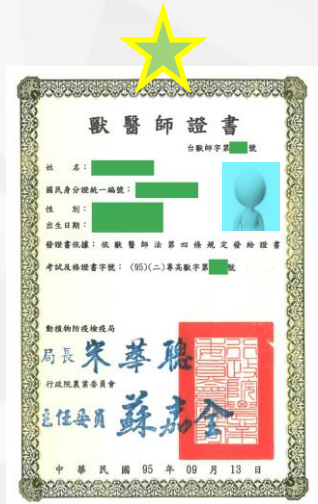 獸醫師證書
台獸師字第 號
姓 名：
國民身分證統一編號：
性 別：
出生日期：
發證書依據：依獸醫師法第四條規定發給證書
考試及格證書字號：(95)(二)專高獸字第 號
動植物防疫檢疫局
局長 宋華聰
行政院農業委員會
主任委員 蘇嘉全
中華民國 95 年 09 月 13 日